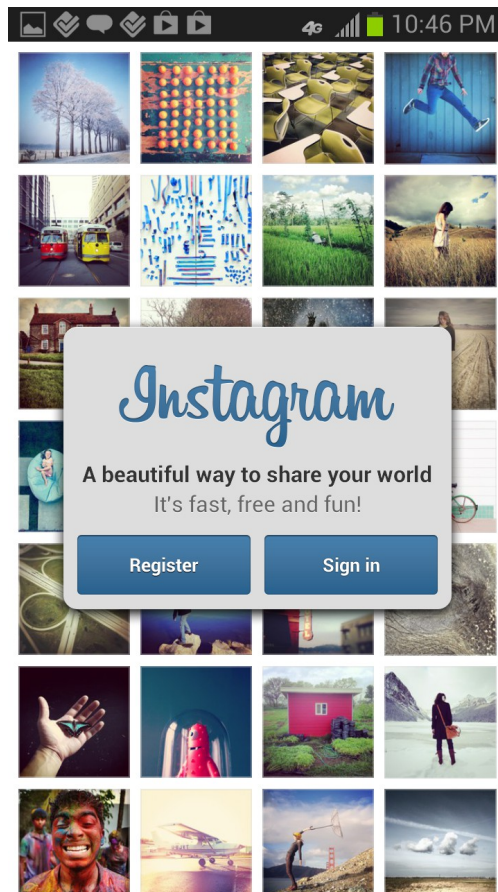 4G 10:46 PM
Instagram
A beautiful way to share your world
It's fast, free and fun!
Register Sign in